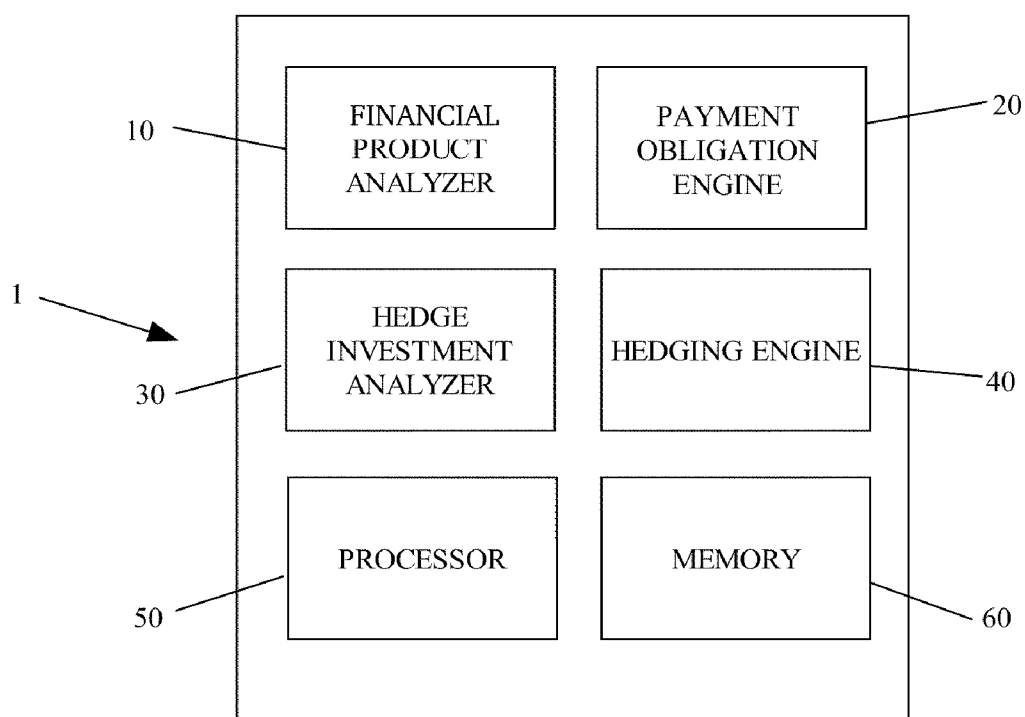 10
FINANCIAL
PRODUCT
ANALYZER
PAYMENT
OBLIGATION
ENGINE
20
1
30
HEDGE
INVESTMENT
ANALYZER
HEDGING ENGINE
40
50
PROCESSOR
MEMORY
60